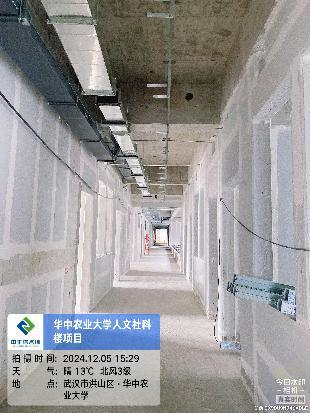 华中农业大学人文社科
楼项目
拍摄时间：2024.12.05 15:29
天　气：晴 13℃ 北风3级
地　点：武汉市洪山区·华中农
业大学
今日水印
相机
真实时间